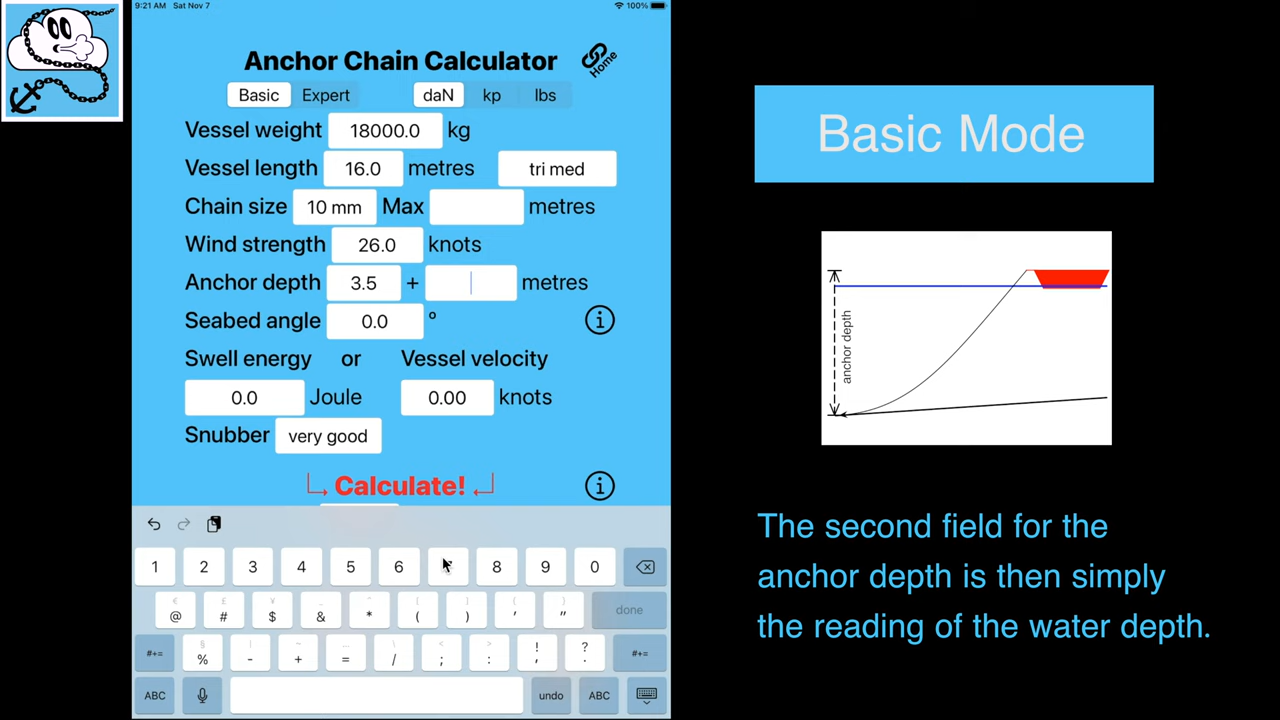 9:21 AM Sat Nov 7 100%
Anchor Chain Calculator
Home
Basic Expert daN kp lbs
Vessel weight 18000.0 kg
Vessel length 16.0 metres tri med
Chain size 10 mm Max metres
Wind strength 26.0 knots
Anchor depth 3.5 + metres
Seabed angle 0.0 °
Swell energy or Vessel velocity
0.0 Joule 0.00 knots
Snubber very good
Calculate!
1 2 3 4 5 6 8 9 0
@ # $ & * ( ) ' " done
#+= % - + = / ; : ! , ? . #+=
ABC undo ABC
Basic Mode
anchor depth
The second field for the
anchor depth is then simply
the reading of the water depth.